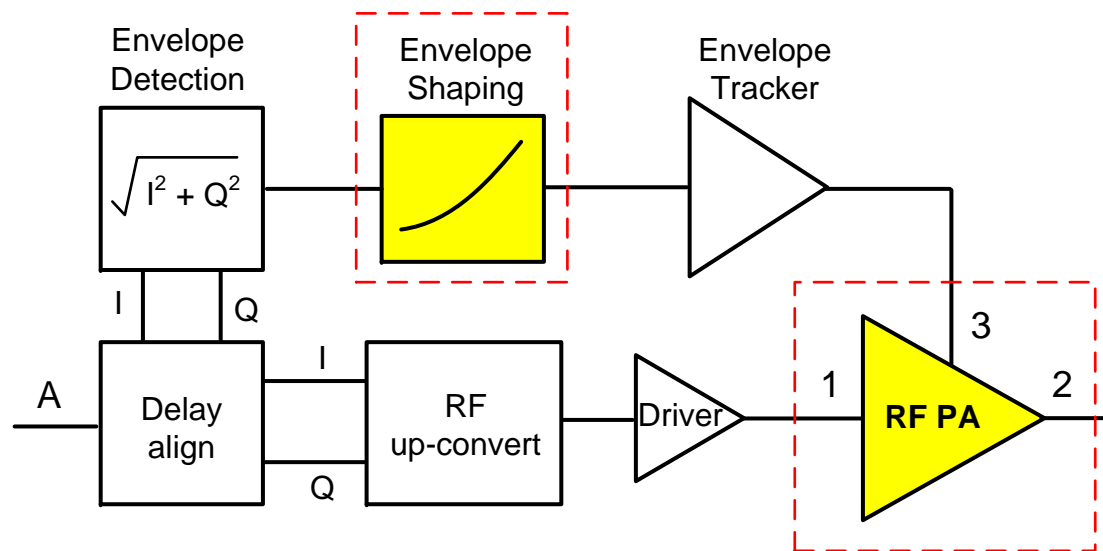 Envelope
Detection
Envelope
Shaping
Envelope
Tracker
√I² + Q²
I
Q
A
Delay
align
I
Q
RF
up-convert
Driver
1
RF PA
3
2